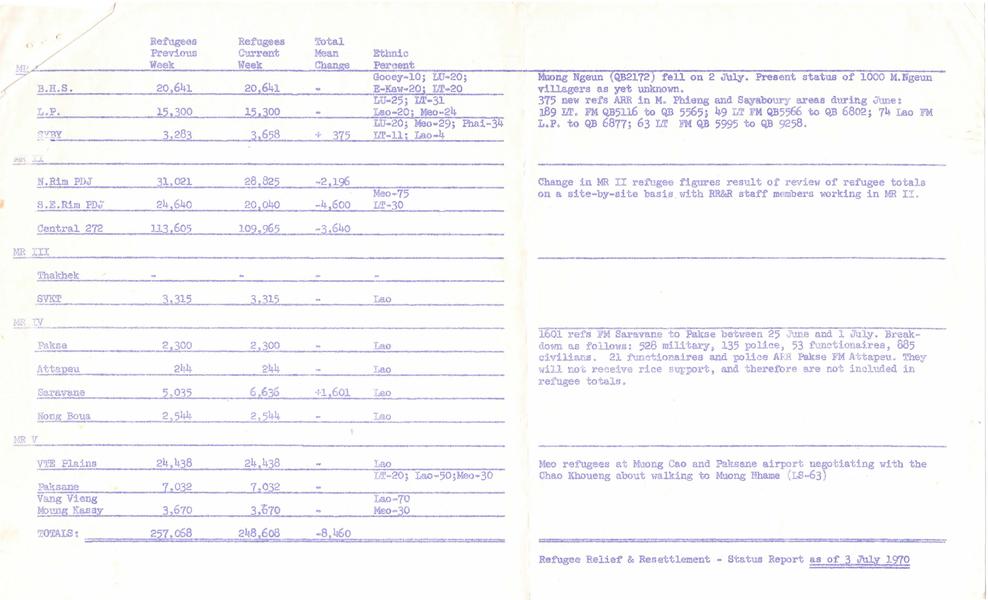 Refugees Refugees Total
Previous Current Mean Ethnic
Week Week Change Percent
MR
Gooey-10; LU-20;
B.H.S. 20,641 20,641 - E-Kaw-20; LT-20
LU-25; LT-31
L.P. 15,300 15,300 - Lao-20; Meo-24
LU-20; Meo-29; Phai-34
SYBY 3,283 3,658 + 375 LT-11; Lao-4
MR II
N.Rim PDJ 31,021 28,825 -2,196
Meo-75
S.E.Rim PDJ 24,640 20,040 -4,600 LT-30
Central 272 113,605 109,965 -3,640
MR III
Thakhek - - - -
SVKT 3,315 3,315 - Lao
MR IV
Pakse 2,300 2,300 - Lao
Attapeu 244 244 - Lao
Saravane 5,035 6,636 +1,601 Lao
Nong Boua 2,544 2,544 - Lao
MR V
VTE Plains 24,438 24,438 - Lao
LT-20; Lao-50;Meo-30
Paksane 7,032 7,032 -
Vang Vieng Lao-70
Moung Kassy 3,670 3,670 - Meo-30
TOTALS: 257,068 248,608 -8,460
Muong Ngeun (QB2172) fell on 2 July. Present status of 1000 M.Ngeun
villagers as yet unknown.
375 new refs ARR in M. Phieng and Sayaboury areas during June:
189 LT. FM QB5116 to QB 5565; 49 LT FM QB5566 to QB 6802; 74 Lao FM
L.P. to QB 6877; 63 LT FM QB 5995 to QB 9258.
Change in MR II refugee figures result of review of refugee totals
on a site-by-site basis with RR&R staff members working in MR II.
1601 refs FM Saravane to Pakse between 25 June and 1 July. Break-
down as follows: 528 military, 135 police, 53 functionaires, 885
civilians. 21 functionaires and police ARR Pakse FM Attapeu. They
will not receive rice support, and therefore are not included in
refugee totals.
Meo refugees at Muong Cao and Paksane airport negotiating with the
Chao Khoueng about walking to Muong Nhame (LS-63)
Refugee Relief & Resettlement - Status Report as of 3 July 1970